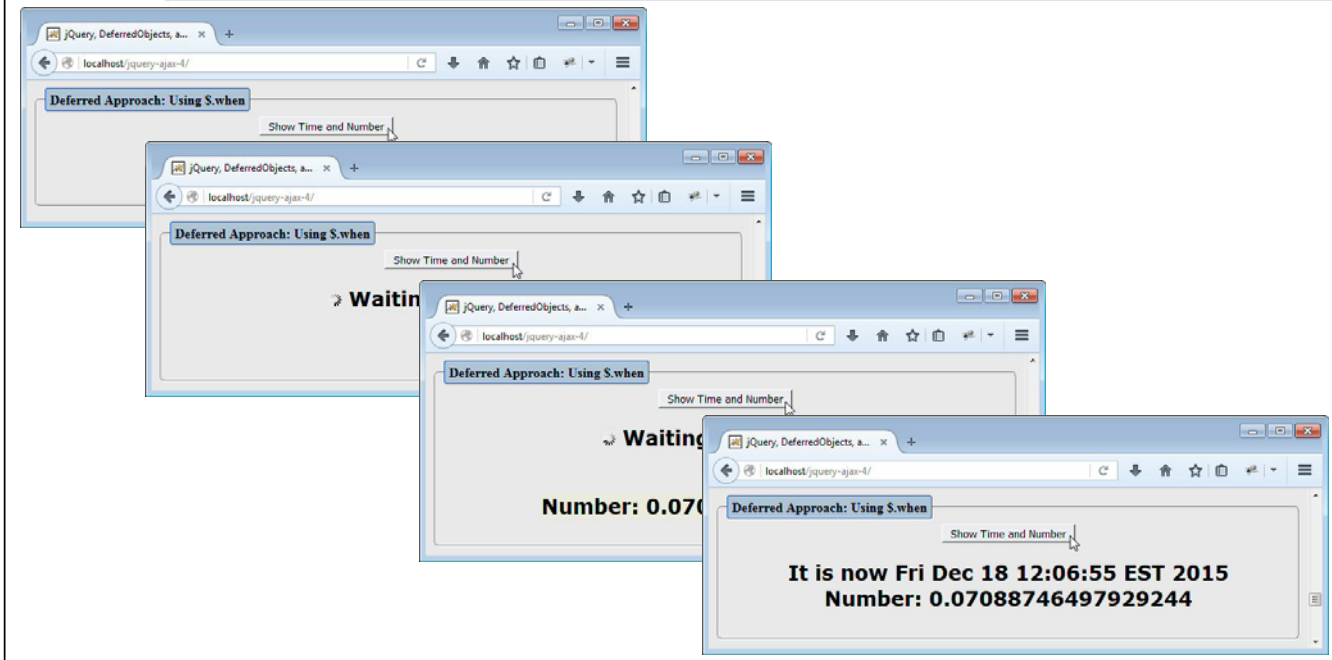 jQuery, DeferredObjects, a...
localhost/jquery-ajax-4/
Deferred Approach: Using $.when
Show Time and Number
jQuery, DeferredObjects, a...
localhost/jquery-ajax-4/
Deferred Approach: Using $.when
Show Time and Number
Waitin
jQuery, DeferredObjects, a...
localhost/jquery-ajax-4/
Deferred Approach: Using $.when
Show Time and Number
Waiting
Number: 0.070
jQuery, DeferredObjects, a...
localhost/jquery-ajax-4/
Deferred Approach: Using $.when
Show Time and Number
It is now Fri Dec 18 12:06:55 EST 2015
Number: 0.07088746497929244